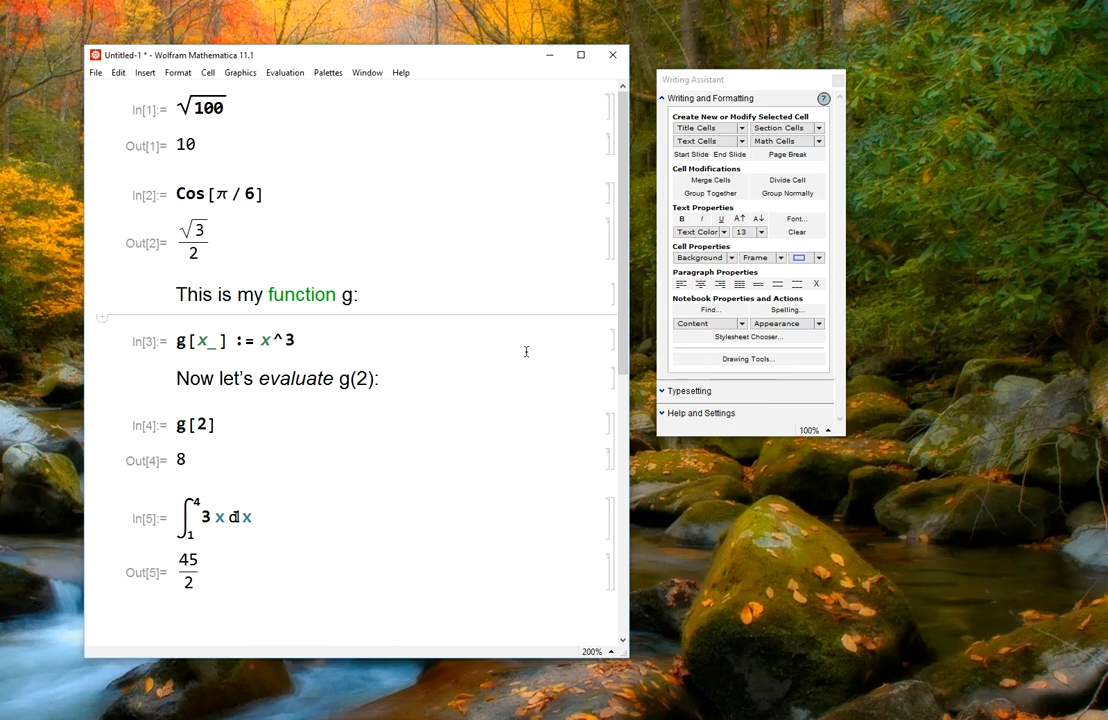 Untitled-1 * - Wolfram Mathematica 11.1
File Edit Insert Format Cell Graphics Evaluation Palettes Window Help
In[1]:= √100
Out[1]= 10
In[2]:= Cos[π / 6]
Out[2]= √3/2
This is my function g:
In[3]:= g[x_] := x^3
Now let's evaluate g(2):
In[4]:= g[2]
Out[4]= 8
In[5]:= ∫₁⁴ 3 x ⅆx
Out[5]= 45/2
200%
Writing Assistant
Writing and Formatting ?
Create New or Modify Selected Cell
Title Cells Section Cells
Text Cells Math Cells
Start Slide End Slide Page Break
Cell Modifications
Merge Cells Divide Cell
Group Together Group Normally
Text Properties
B I U A↑ A↓ Font...
Text Color 13 Clear
Cell Properties
Background Frame
Paragraph Properties
X
Notebook Properties and Actions
Find... Spelling...
Content Appearance
Stylesheet Chooser...
Drawing Tools...
Typesetting
Help and Settings
100%